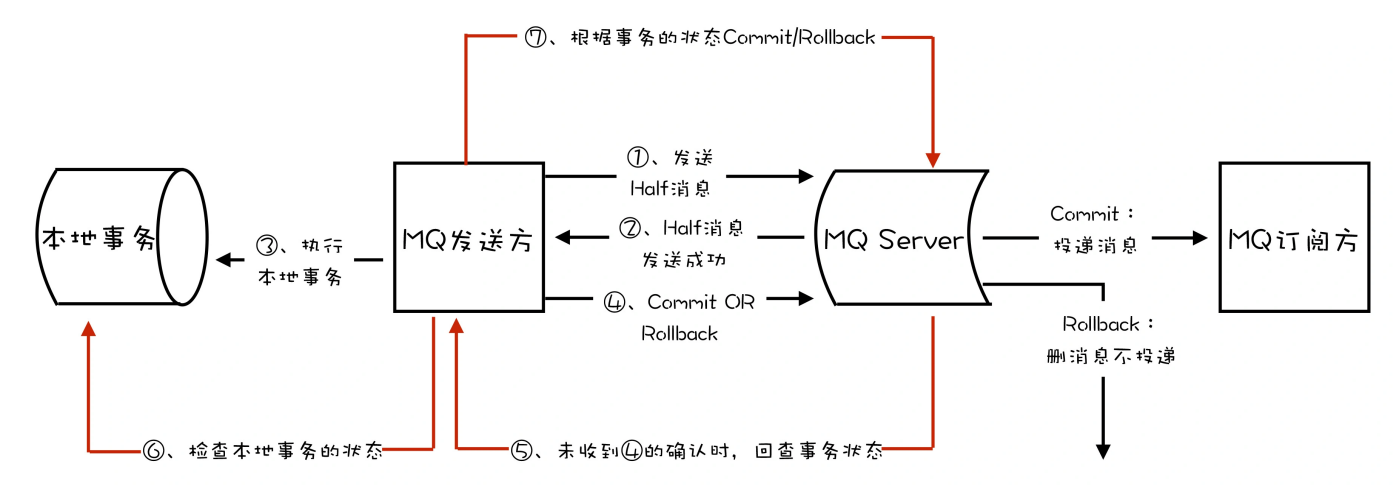 ⑦、根据事务的状态Commit/Rollback
①、发送
Half消息
本地事务
③、执行
本地事务
MQ发送方
②、Half消息
发送成功
MQ Server
Commit：
投递消息
MQ订阅方
④、Commit OR
Rollback
Rollback：
删消息不投递
⑥、检查本地事务的状态
⑤、未收到④的确认时，回查事务状态